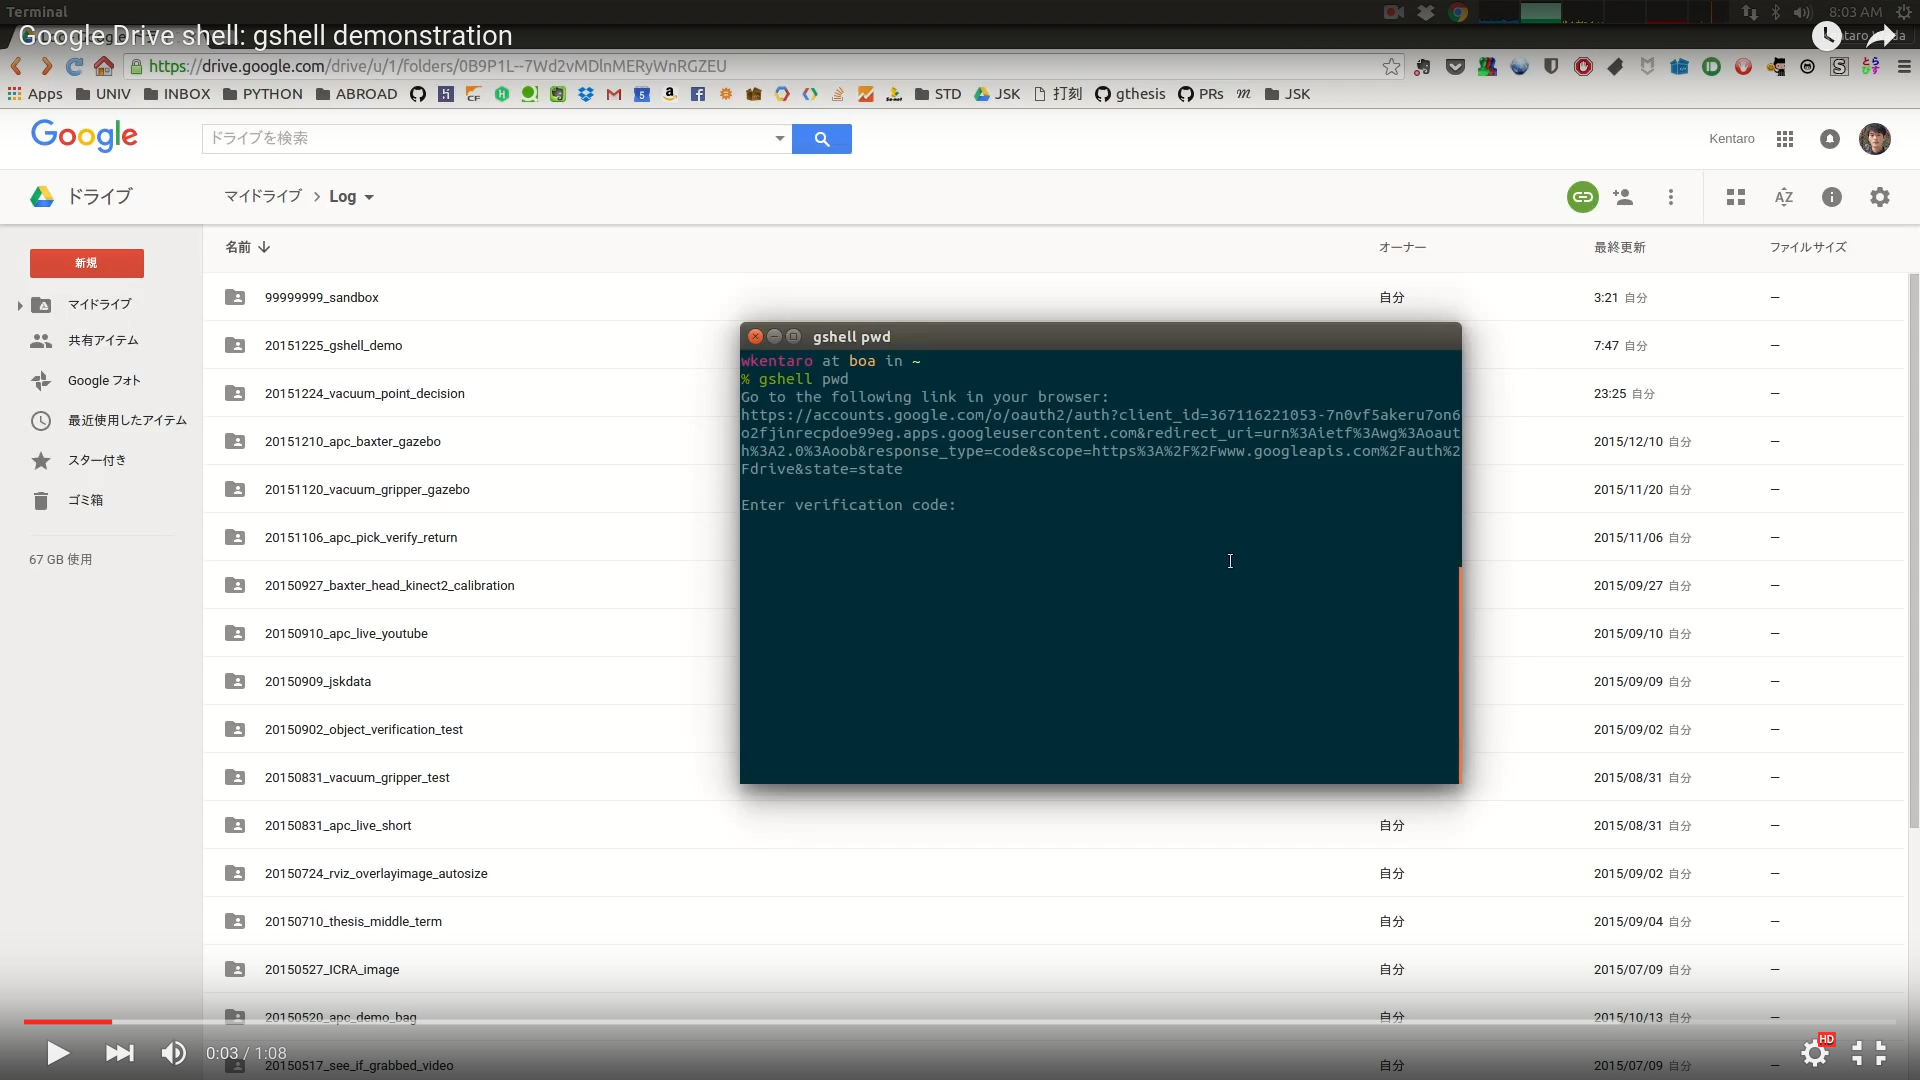 Terminal
8:03 AM
Google Drive shell: gshell demonstration
https://drive.google.com/drive/u/1/folders/0B9P1L--7Wd2vMDlnMERyWnRGZEU
Apps UNIV INBOX PYTHON ABROAD STD JSK 打刻 gthesis PRs JSK
Google
ドライブを検索
Kentaro
ドライブ
マイドライブ > Log
新規
マイドライブ
共有アイテム
Google フォト
最近使用したアイテム
スター付き
ゴミ箱
67 GB 使用
名前 オーナー 最終更新 ファイルサイズ
99999999_sandbox 自分 3:21 自分 —
20151225_gshell_demo 7:47 自分 —
20151224_vacuum_point_decision 23:25 自分 —
20151210_apc_baxter_gazebo 2015/12/10 自分 —
20151120_vacuum_gripper_gazebo 2015/11/20 自分 —
20151106_apc_pick_verify_return 2015/11/06 自分 —
20150927_baxter_head_kinect2_calibration 2015/09/27 自分 —
20150910_apc_live_youtube 2015/09/10 自分 —
20150909_jskdata 2015/09/09 自分 —
20150902_object_verification_test 2015/09/02 自分 —
20150831_vacuum_gripper_test 2015/08/31 自分 —
20150831_apc_live_short 自分 2015/08/31 自分 —
20150724_rviz_overlayimage_autosize 自分 2015/09/02 自分 —
20150710_thesis_middle_term 自分 2015/09/04 自分 —
20150527_ICRA_image 自分 2015/07/09 自分 —
20150520_apc_demo_bag 自分 2015/10/13 自分 —
20150517_see_if_grabbed_video 自分 2015/07/09 自分 —
gshell pwd
wkentaro at boa in ~
% gshell pwd
Go to the following link in your browser:
https://accounts.google.com/o/oauth2/auth?client_id=367116221053-7n0vf5akeru7on6
o2fjinrecpdoe99eg.apps.googleusercontent.com&redirect_uri=urn%3Aietf%3Awg%3Aoaut
h%3A2.0%3Aoob&response_type=code&scope=https%3A%2F%2Fwww.googleapis.com%2Fauth%2
Fdrive&state=state
Enter verification code:
0:03 / 1:08
HD